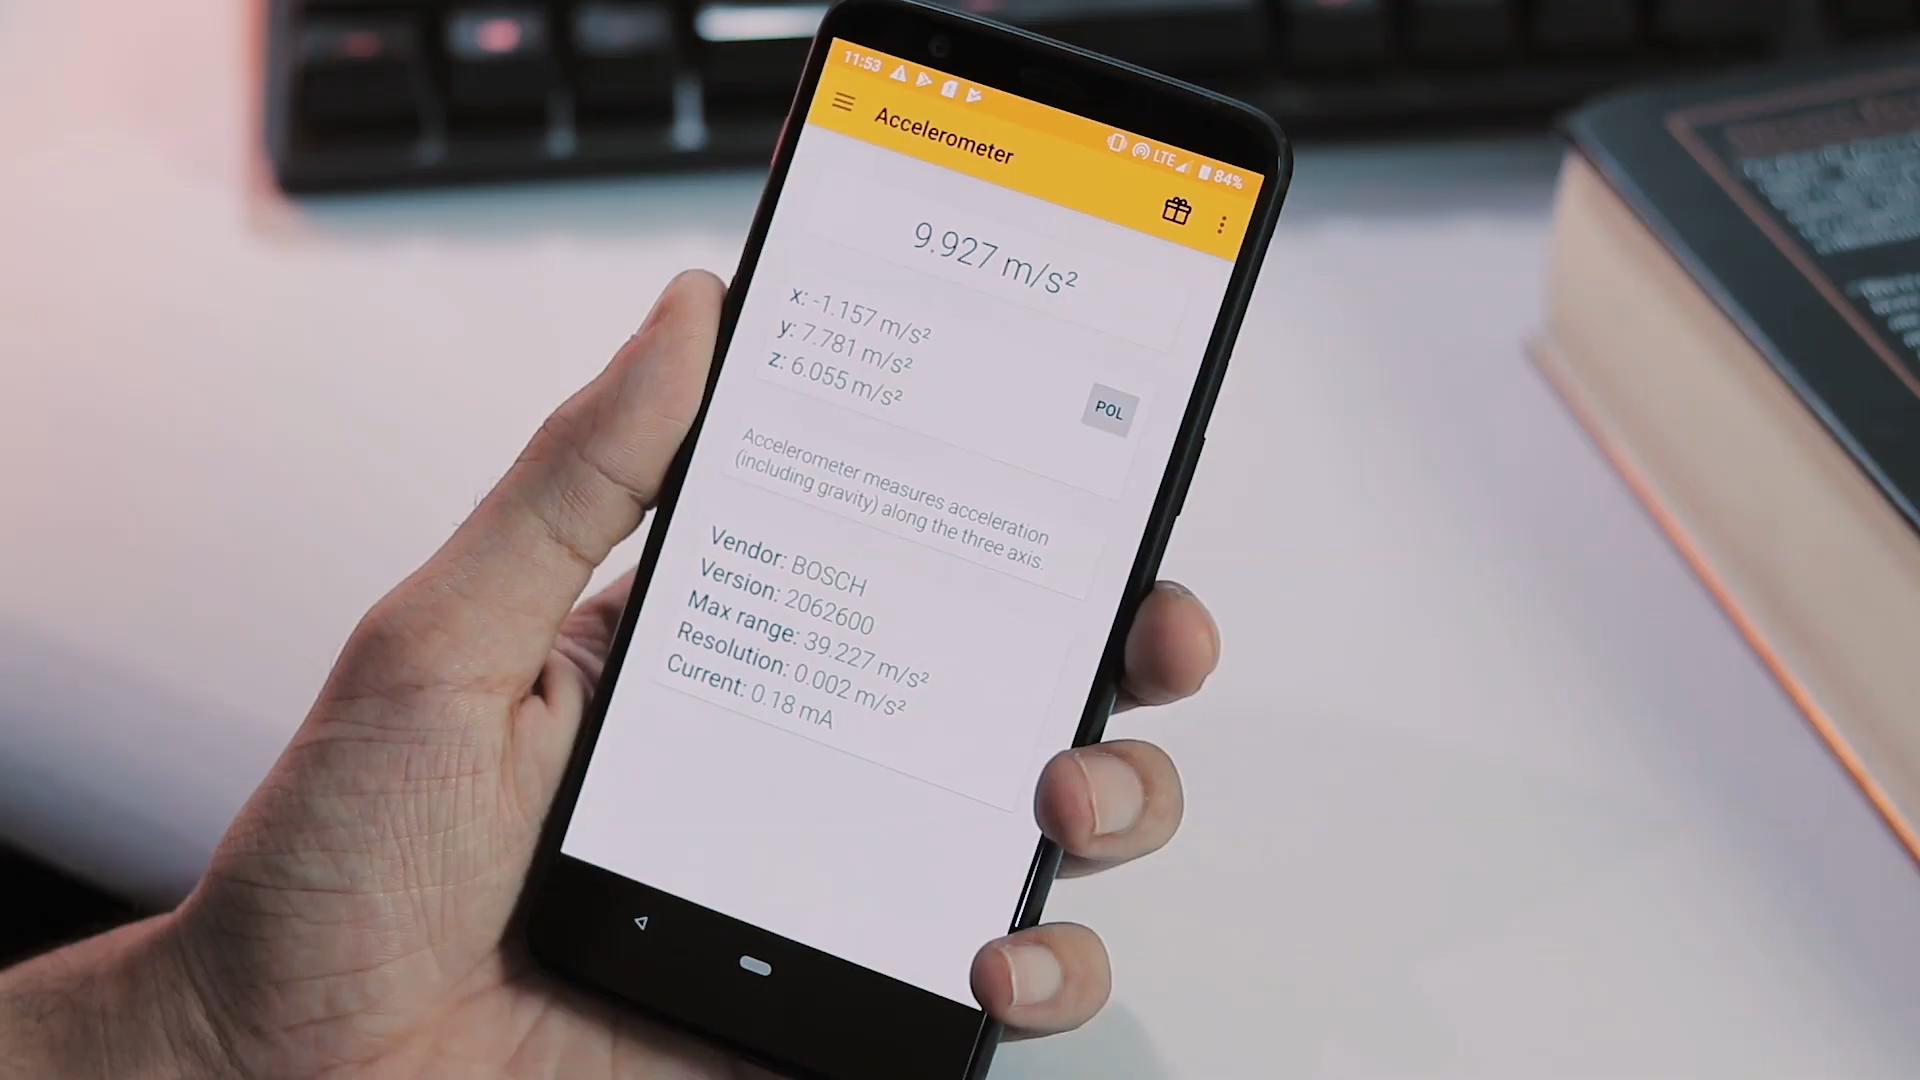 11:53 LTE 84%
Accelerometer
9.927 m/s²
x: -1.157 m/s²
y: 7.781 m/s²
z: 6.055 m/s²
POL
Accelerometer measures acceleration
(including gravity) along the three axis.
Vendor: BOSCH
Version: 2062600
Max range: 39.227 m/s²
Resolution: 0.002 m/s²
Current: 0.18 mA